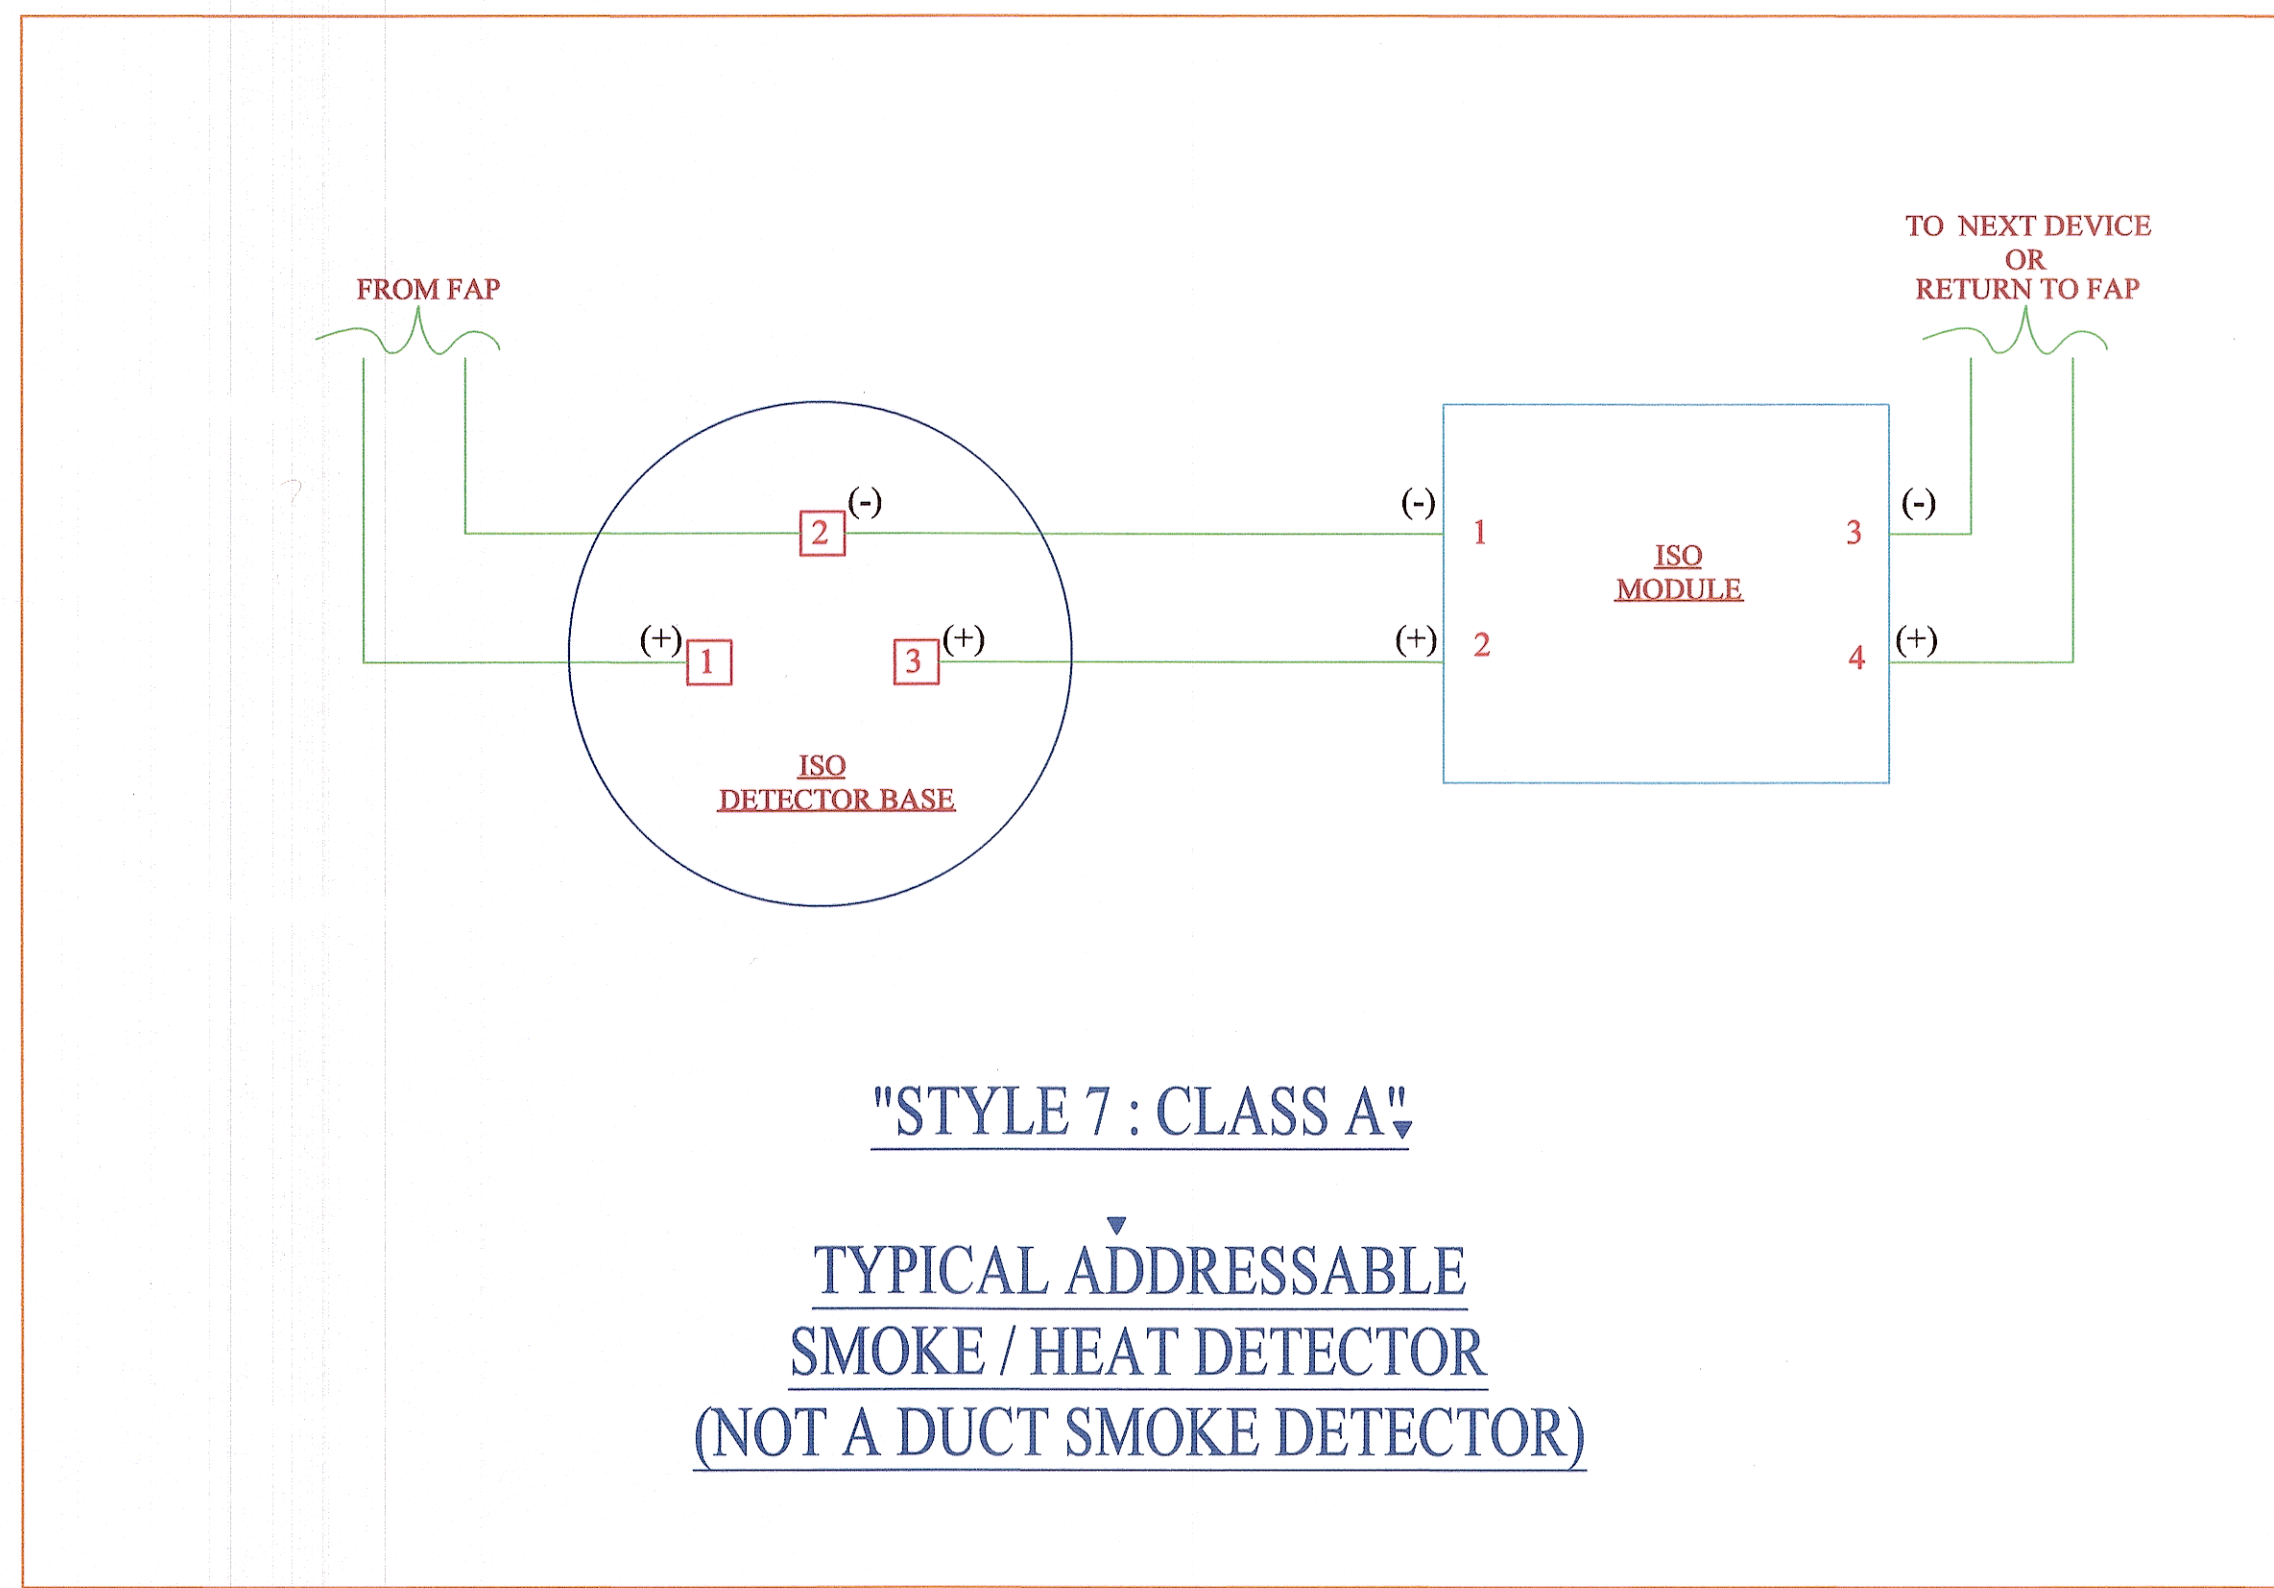 TO NEXT DEVICE
OR
FROM FAP
RETURN TO FAP
(-)
(-)
(-)
2
1
3
ISO
MODULE
(+)
(+)
(+)
(+)
1
3
2
4
ISO
DETECTOR BASE
"STYLE 7 : CLASS A"
TYPICAL ADDRESSABLE
SMOKE / HEAT DETECTOR
(NOT A DUCT SMOKE DETECTOR)